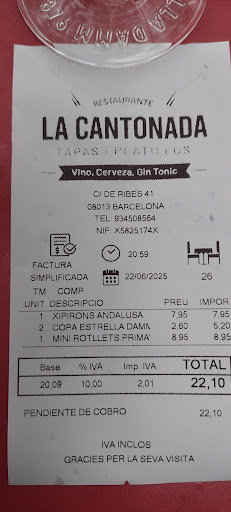 LLA DAMM 876
RESTAURANTE
LA CANTONADA
TAPAS I PLATILLOS
Vino, Cerveza, Gin Tonic
C/ DE RIBES 41
08013 BARCELONA
TEL: 934508564
NIF: X5825174X
FACTURA SIMPLIFICADA
20:59
22/06/2025
26
TM COMP.
UNIT DESCRIPCIO PREU IMPOR
1 XIPIRONS ANDALUSA 7,95 7,95
2 COPA ESTRELLA DAMM 2,60 5,20
1 MINI ROTLLETS PRIMA' 8,95 8,95
Base % IVA Imp. IVA TOTAL
20,09 10,00 2,01 22,10
PENDIENTE DE COBRO 22,10
IVA INCLOS
GRACIES PER LA SEVA VISITA